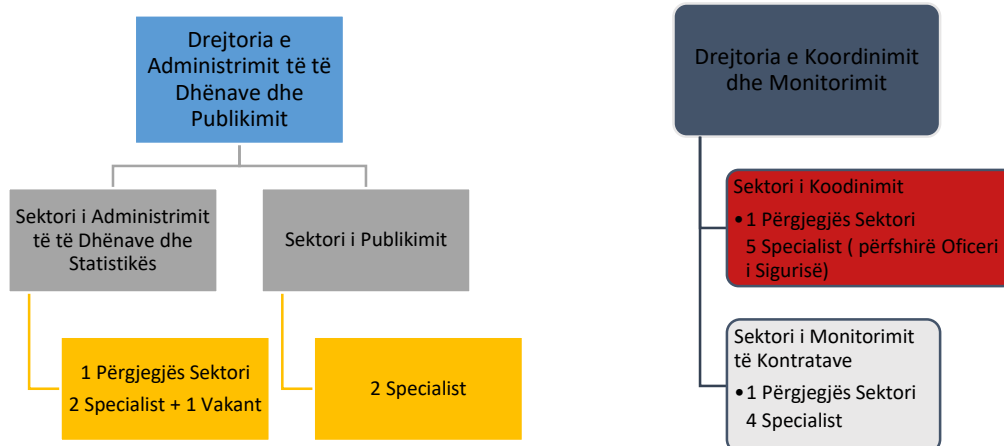 Drejtoria e
Administrimit të të
Dhënave dhe
Publikimit
Sektori i Administrimit
të të Dhënave dhe
Statistikës
Sektori i Publikimit
1 Përgjegjës Sektori
2 Specialist + 1 Vakant
2 Specialist
Drejtoria e Koordinimit
dhe Monitorimit
Sektori i Koodinimit
•1 Përgjegjës Sektori
5 Specialist ( përfshirë Oficeri
i Sigurisë)
Sektori i Monitorimit
të Kontratave
•1 Përgjegjës Sektori
4 Specialist